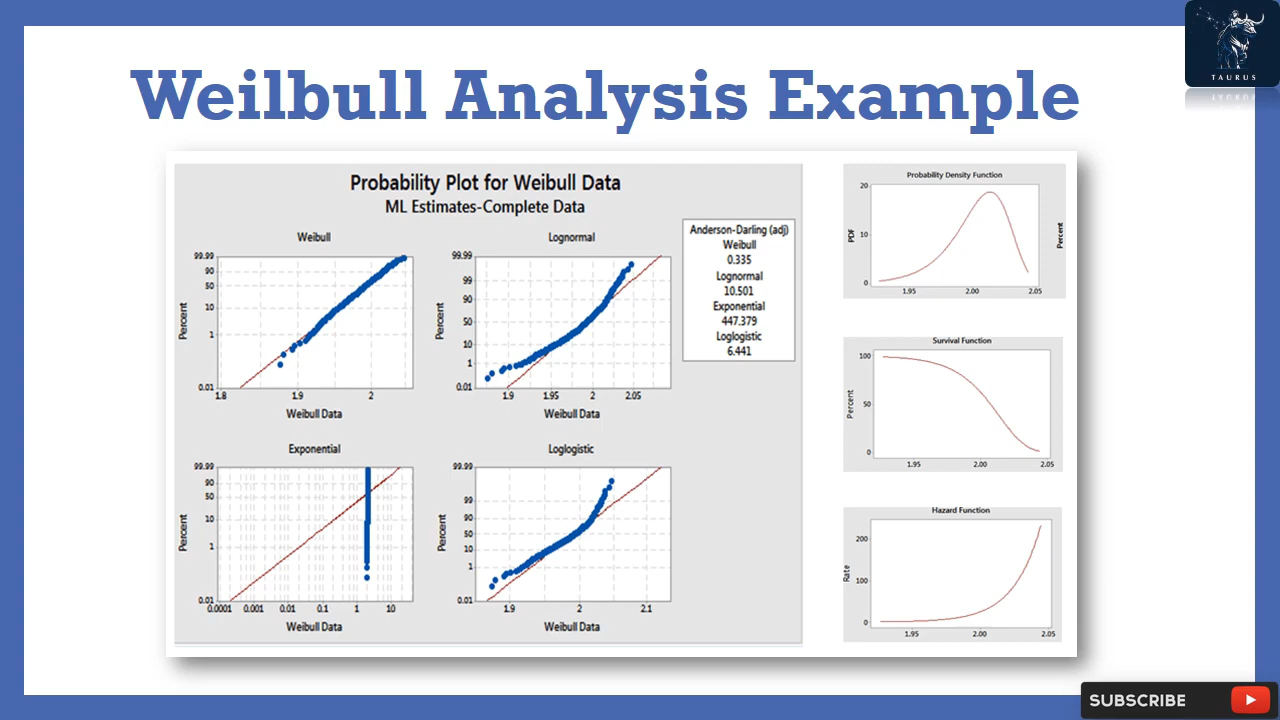 TAURUS
Weilbull Analysis Example
Probability Plot for Weibull Data
ML Estimates-Complete Data
Weibull
Percent
99.99
90
50
10
1
0.01
1.8 1.9 2
Weibull Data
Lognormal
Percent
99.99
99
90
50
10
1
0.01
1.9 1.95 2 2.05
Weibull Data
Anderson-Darling (adj)
Weibull
0.335
Lognormal
10.501
Exponential
447.379
Loglogistic
6.441
Exponential
Percent
99.99
90
50
10
1
0.01
0.0001 0.001 0.01 0.1 1 10
Weibull Data
Loglogistic
Percent
99.99
99
90
50
10
1
0.01
1.9 2 2.1
Weibull Data
Probability Density Function
PDF
20
10
0
1.95 2.00 2.05
Percent
Survival Function
Percent
100
50
0
1.95 2.00 2.05
Hazard Function
Rate
200
100
0
1.95 2.00 2.05
SUBSCRIBE